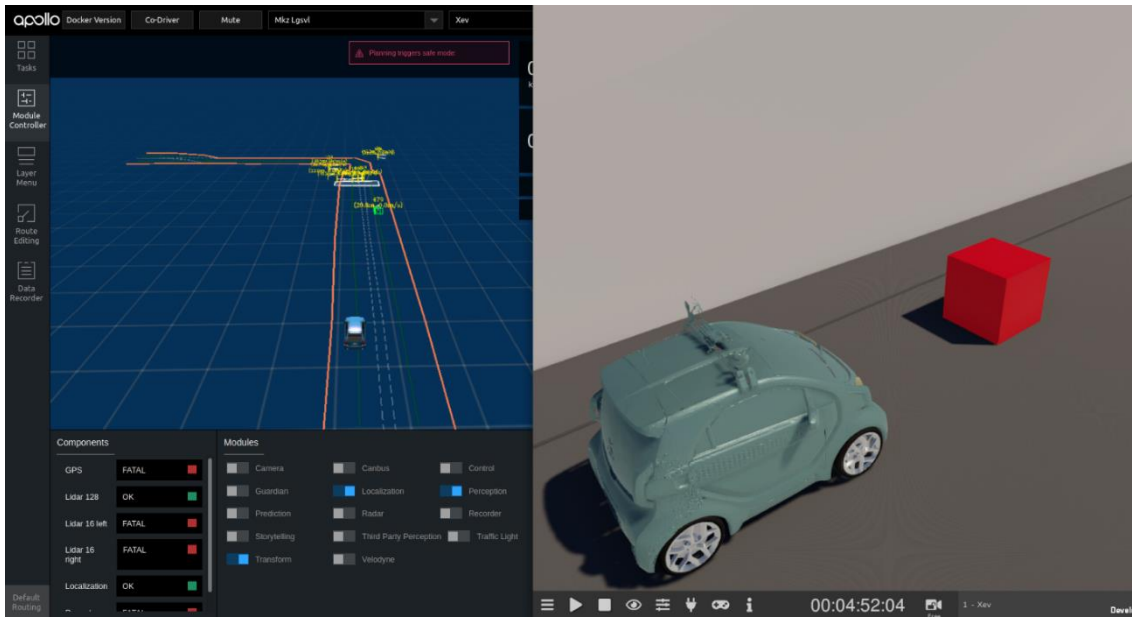 apollo Docker Version Co-Driver Mute Mkz Lgsvl Xev
Planning triggers safe mode
Tasks
Module
Controller
Layer
Menu
Route
Editing
Data
Recorder
Default
Routing
Components
GPS FATAL
Lidar 128 OK
Lidar 16 left FATAL
Lidar 16
right FATAL
Localization OK
Modules
Camera Canbus Control
Guardian Localization Perception
Prediction Radar Recorder
Storytelling Third Party Perception Traffic Light
Transform Velodyne
00:04:52:04
1 - Xev
Develo